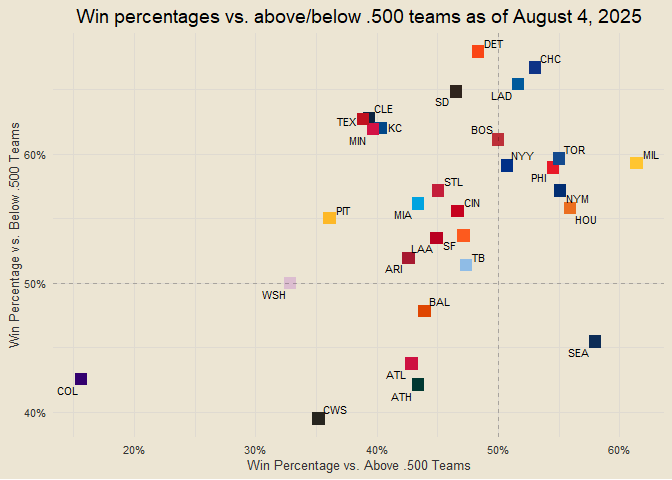 Win percentages vs. above/below .500 teams as of August 4, 2025
DET
CHC
LAD
SD
CLE
TEX
KC
MIN
BOS
NYY
TOR
MIL
PHI
STL
NYM
PIT
MIA
CIN
HOU
LAA
SF
ARI
TB
WSH
BAL
SEA
ATL
COL
ATH
CWS
60%
50%
40%
Win Percentage vs. Below .500 Teams
20%
30%
40%
50%
60%
Win Percentage vs. Above .500 Teams